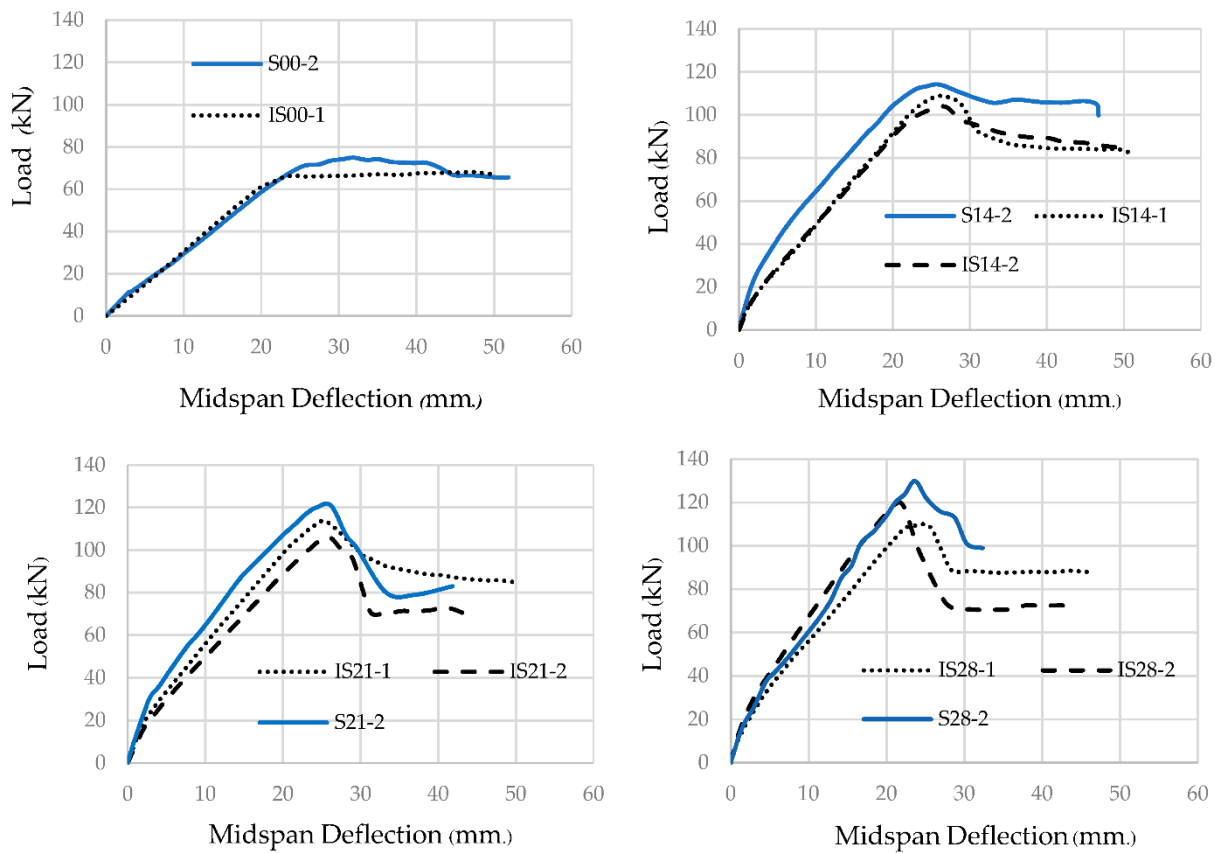 140
120
100
80
60
40
20
0
Load (kN)
S00-2
IS00-1
0 10 20 30 40 50 60
Midspan Deflection (mm.)
140
120
100
80
60
40
20
0
Load (kN)
S14-2 IS14-1
IS14-2
0 10 20 30 40 50 60
Midspan Deflection (mm.)
140
120
100
80
60
40
20
0
Load (kN)
IS21-1 IS21-2
S21-2
0 10 20 30 40 50 60
Midspan Deflection (mm.)
140
120
100
80
60
40
20
0
Load (kN)
IS28-1 IS28-2
S28-2
0 10 20 30 40 50 60
Midspan Deflection (mm.)